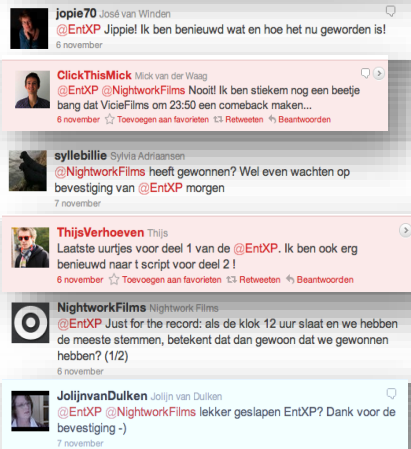 jopie70 José van Winden
@EntXP Jippie! Ik ben benieuwd wat en hoe het nu geworden is!
6 november
ClickThisMick Mick van der Waag
@EntXP @NightworkFilms Nooit! Ik ben stiekem nog een beetje
bang dat VicieFilms om 23:50 een comeback maken...
6 november Toevoegen aan favorieten Retweeten Beantwoorden
syllebillie Sylvia Adriaansen
@NightworkFilms heeft gewonnen? Wel even wachten op
bevestiging van @EntXP morgen
7 november
ThijsVerhoeven Thijs
Laatste uurtjes voor deel 1 van de @EntXP. Ik ben ook erg
benieuwd naar t script voor deel 2 !
6 november Toevoegen aan favorieten Retweeten Beantwoorden
NightworkFilms Nightwork Films
@EntXP Just for the record: als de klok 12 uur slaat en we hebben
de meeste stemmen, betekent dat dan gewoon dat we gewonnen
hebben? (1/2)
6 november
JolijnvanDulken Jolijn van Dulken
@EntXP @NightworkFilms lekker geslapen EntXP? Dank voor de
bevestiging -)
7 november